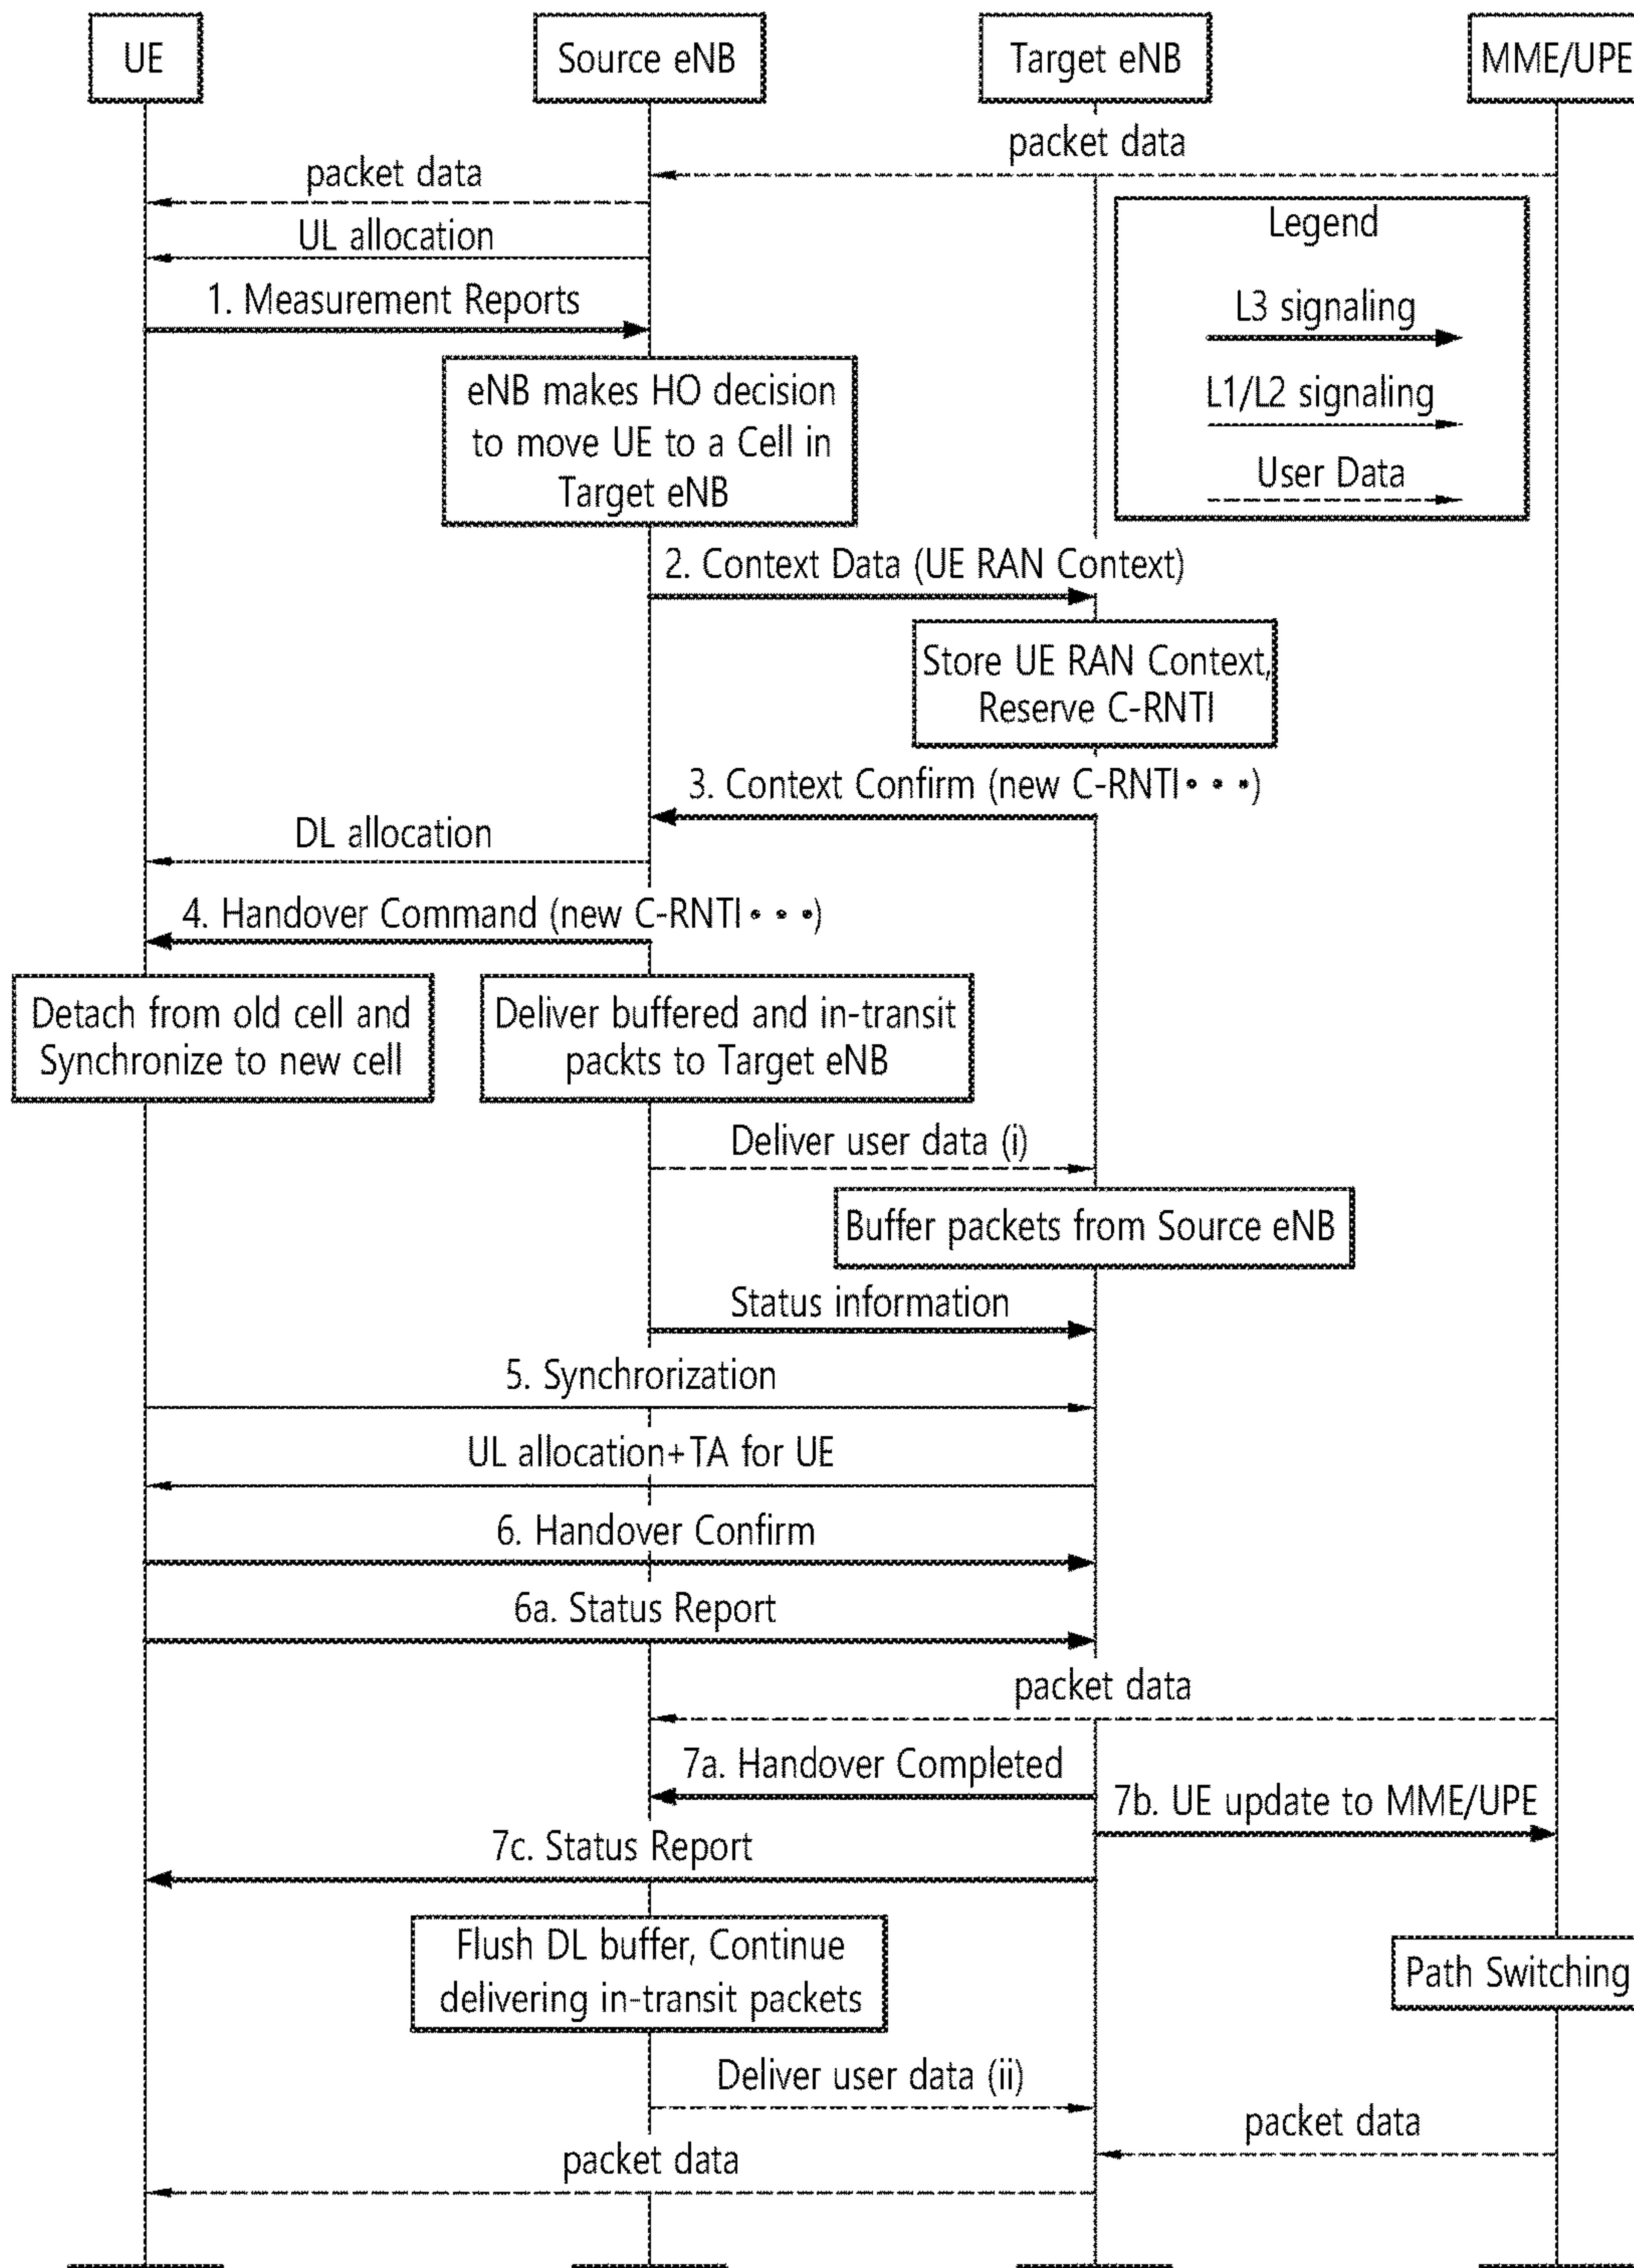 UE
Source eNB
Target eNB
MME/UPE
packet data
packet data
UL allocation
Legend
L3 signaling
L1/L2 signaling
User Data
1. Measurement Reports
eNB makes HO decision
to move UE to a Cell in
Target eNB
2. Context Data (UE RAN Context)
Store UE RAN Context,
Reserve C-RNTI
3. Context Confirm (new C-RNTI•••)
DL allocation
4. Handover Command (new C-RNTI•••)
Detach from old cell and
Synchronize to new cell
Deliver buffered and in-transit
packts to Target eNB
Deliver user data (i)
Buffer packets from Source eNB
Status information
5. Synchrorization
UL allocation+TA for UE
6. Handover Confirm
6a. Status Report
packet data
7a. Handover Completed
7b. UE update to MME/UPE
7c. Status Report
Flush DL buffer, Continue
delivering in-transit packets
Path Switching
Deliver user data (ii)
packet data
packet data